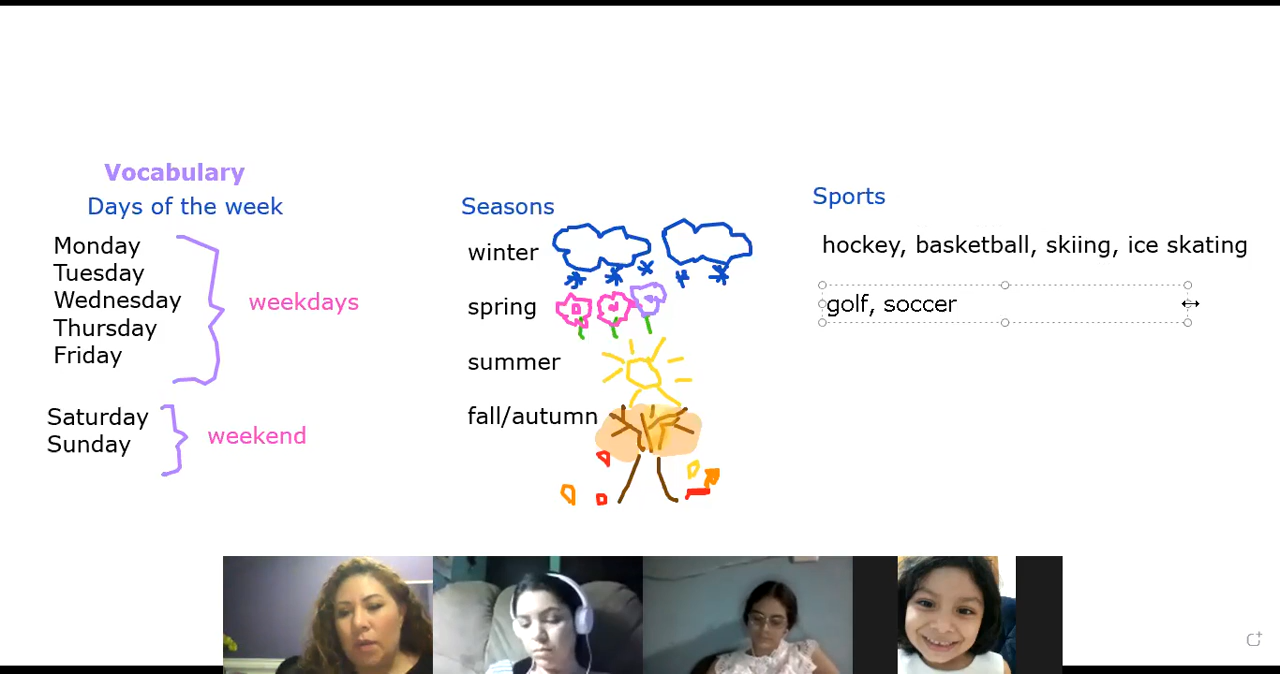 Vocabulary
Days of the week
Monday
Tuesday
Wednesday
Thursday
Friday
weekdays
Saturday
Sunday
weekend
Seasons
winter
spring
summer
fall/autumn
Sports
hockey, basketball, skiing, ice skating
golf, soccer